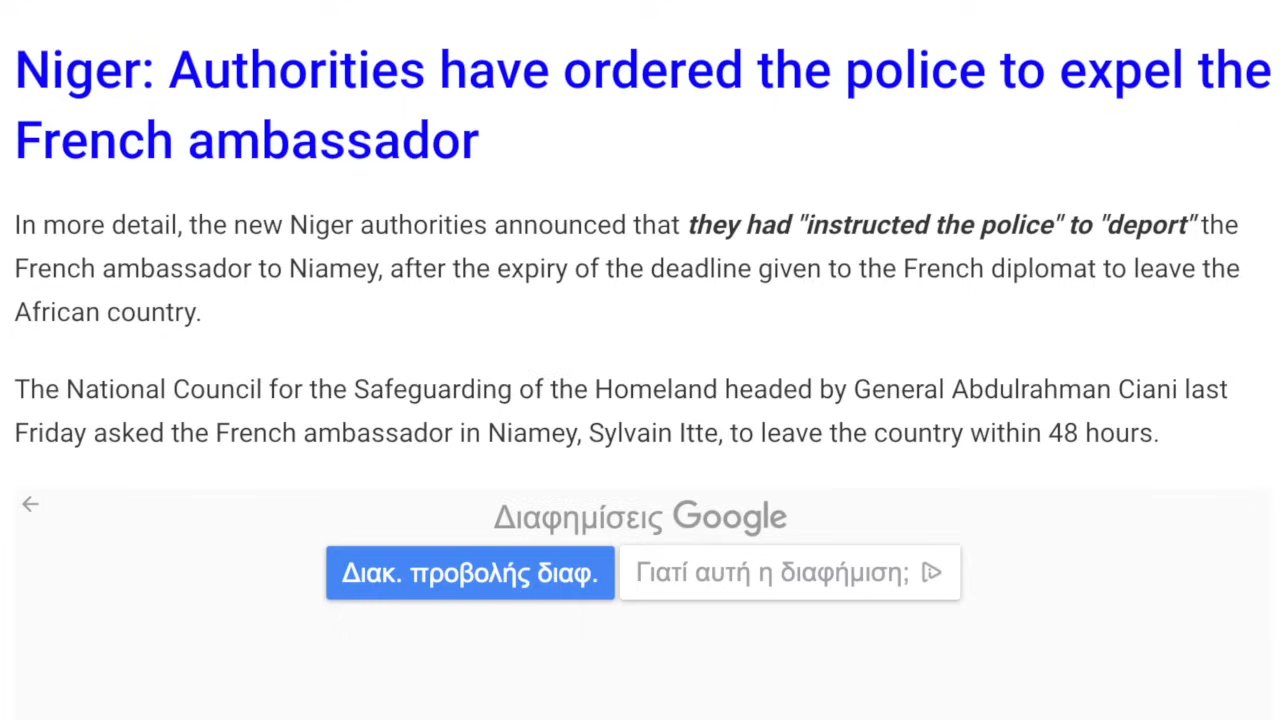 Niger: Authorities have ordered the police to expel the
French ambassador
In more detail, the new Niger authorities announced that they had "instructed the police" to "deport" the
French ambassador to Niamey, after the expiry of the deadline given to the French diplomat to leave the
African country.
The National Council for the Safeguarding of the Homeland headed by General Abdulrahman Ciani last
Friday asked the French ambassador in Niamey, Sylvain Itte, to leave the country within 48 hours.
Διαφημίσεις Google
Διακ. προβολής διαφ. Γιατί αυτή η διαφήμιση;